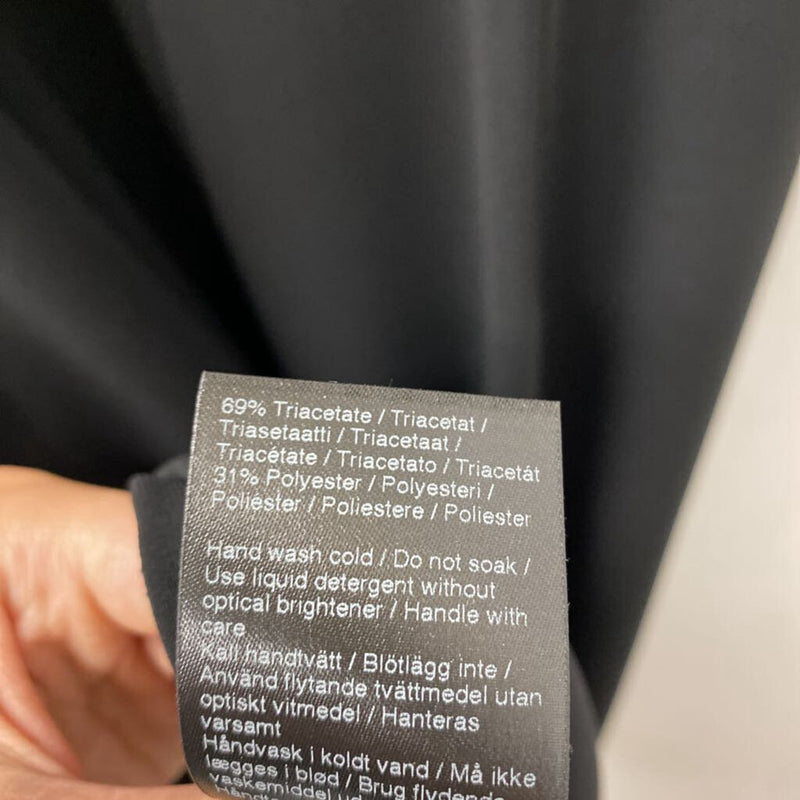 69% Triacetate / Triacetat /
Triasetaatti / Triacetaat /
Triacétate / Triacetato / Triacetát
31% Polyester / Polyesteri /
Poliéster / Poliestere / Poliester
Hand wash cold / Do not soak /
Use liquid detergent without
optical brightener / Handle with
care
Kall handtvätt / Blötlägg inte /
Använd flytande tvättmedel utan
optiskt vitmedel / Hanteras
varsamt
Håndvask i koldt vand / Må ikke
lægges i blød / Brug flydende
vaskemiddel ud